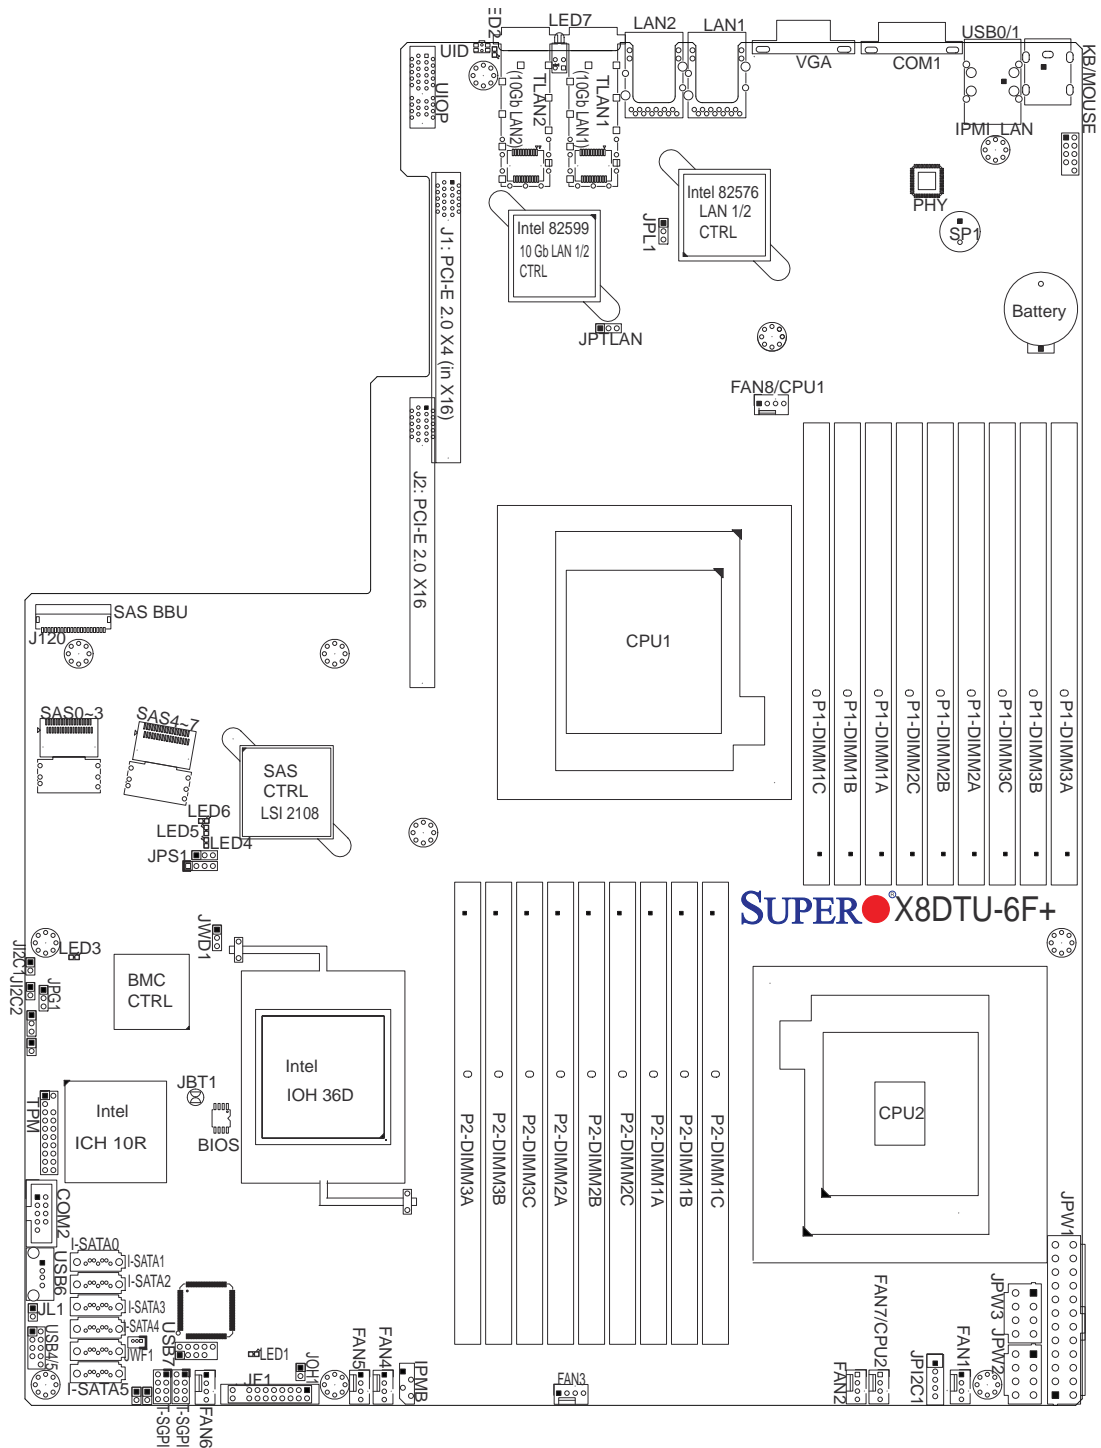 LED7
LAN2
LAN1
USB0/1
UID
VGA
COM1
KB/MOUSE
UIOP
TLAN2
(10Gb LAN2)
TLAN1
(10Gb LAN1)
IPMI_LAN
PHY
SP1
Intel 82576
LAN 1/2
CTRL
JPL1
Intel 82599
10 Gb LAN 1/2
CTRL
JPTLAN
Battery
J1: PCI-E 2.0 X4 (in X16)
FAN8/CPU1
J2: PCI-E 2.0 X16
SAS BBU
J120
CPU1
SAS0~3
SAS4~7
SAS
CTRL
LSI 2108
LED6
LED5
LED4
JPS1
P1-DIMM1C
P1-DIMM1B
P1-DIMM1A
P1-DIMM2C
P1-DIMM2B
P1-DIMM2A
P1-DIMM3C
P1-DIMM3B
P1-DIMM3A
SUPER
®
X8DTU-6F+
JWD1
LED3
JI2C1
JI2C2
JPG1
BMC
CTRL
Intel
IOH 36D
JBT1
BIOS
TPM
Intel
ICH 10R
P2-DIMM3A
P2-DIMM3B
P2-DIMM3C
P2-DIMM2A
P2-DIMM2B
P2-DIMM2C
P2-DIMM1A
P2-DIMM1B
P2-DIMM1C
CPU2
COM2
USB6
I-SATA0
I-SATA1
I-SATA2
I-SATA3
I-SATA4
I-SATA5
JL1
USB4/5
JWF1
USB7
LED1
T-SGPI
T-SGPI
FAN6
JF1
JOH1
FAN5
FAN4
IPMB
FAN3
FAN2
FAN7/CPU2
JPI2C1
FAN1
JPW3
JPW2
JPW1